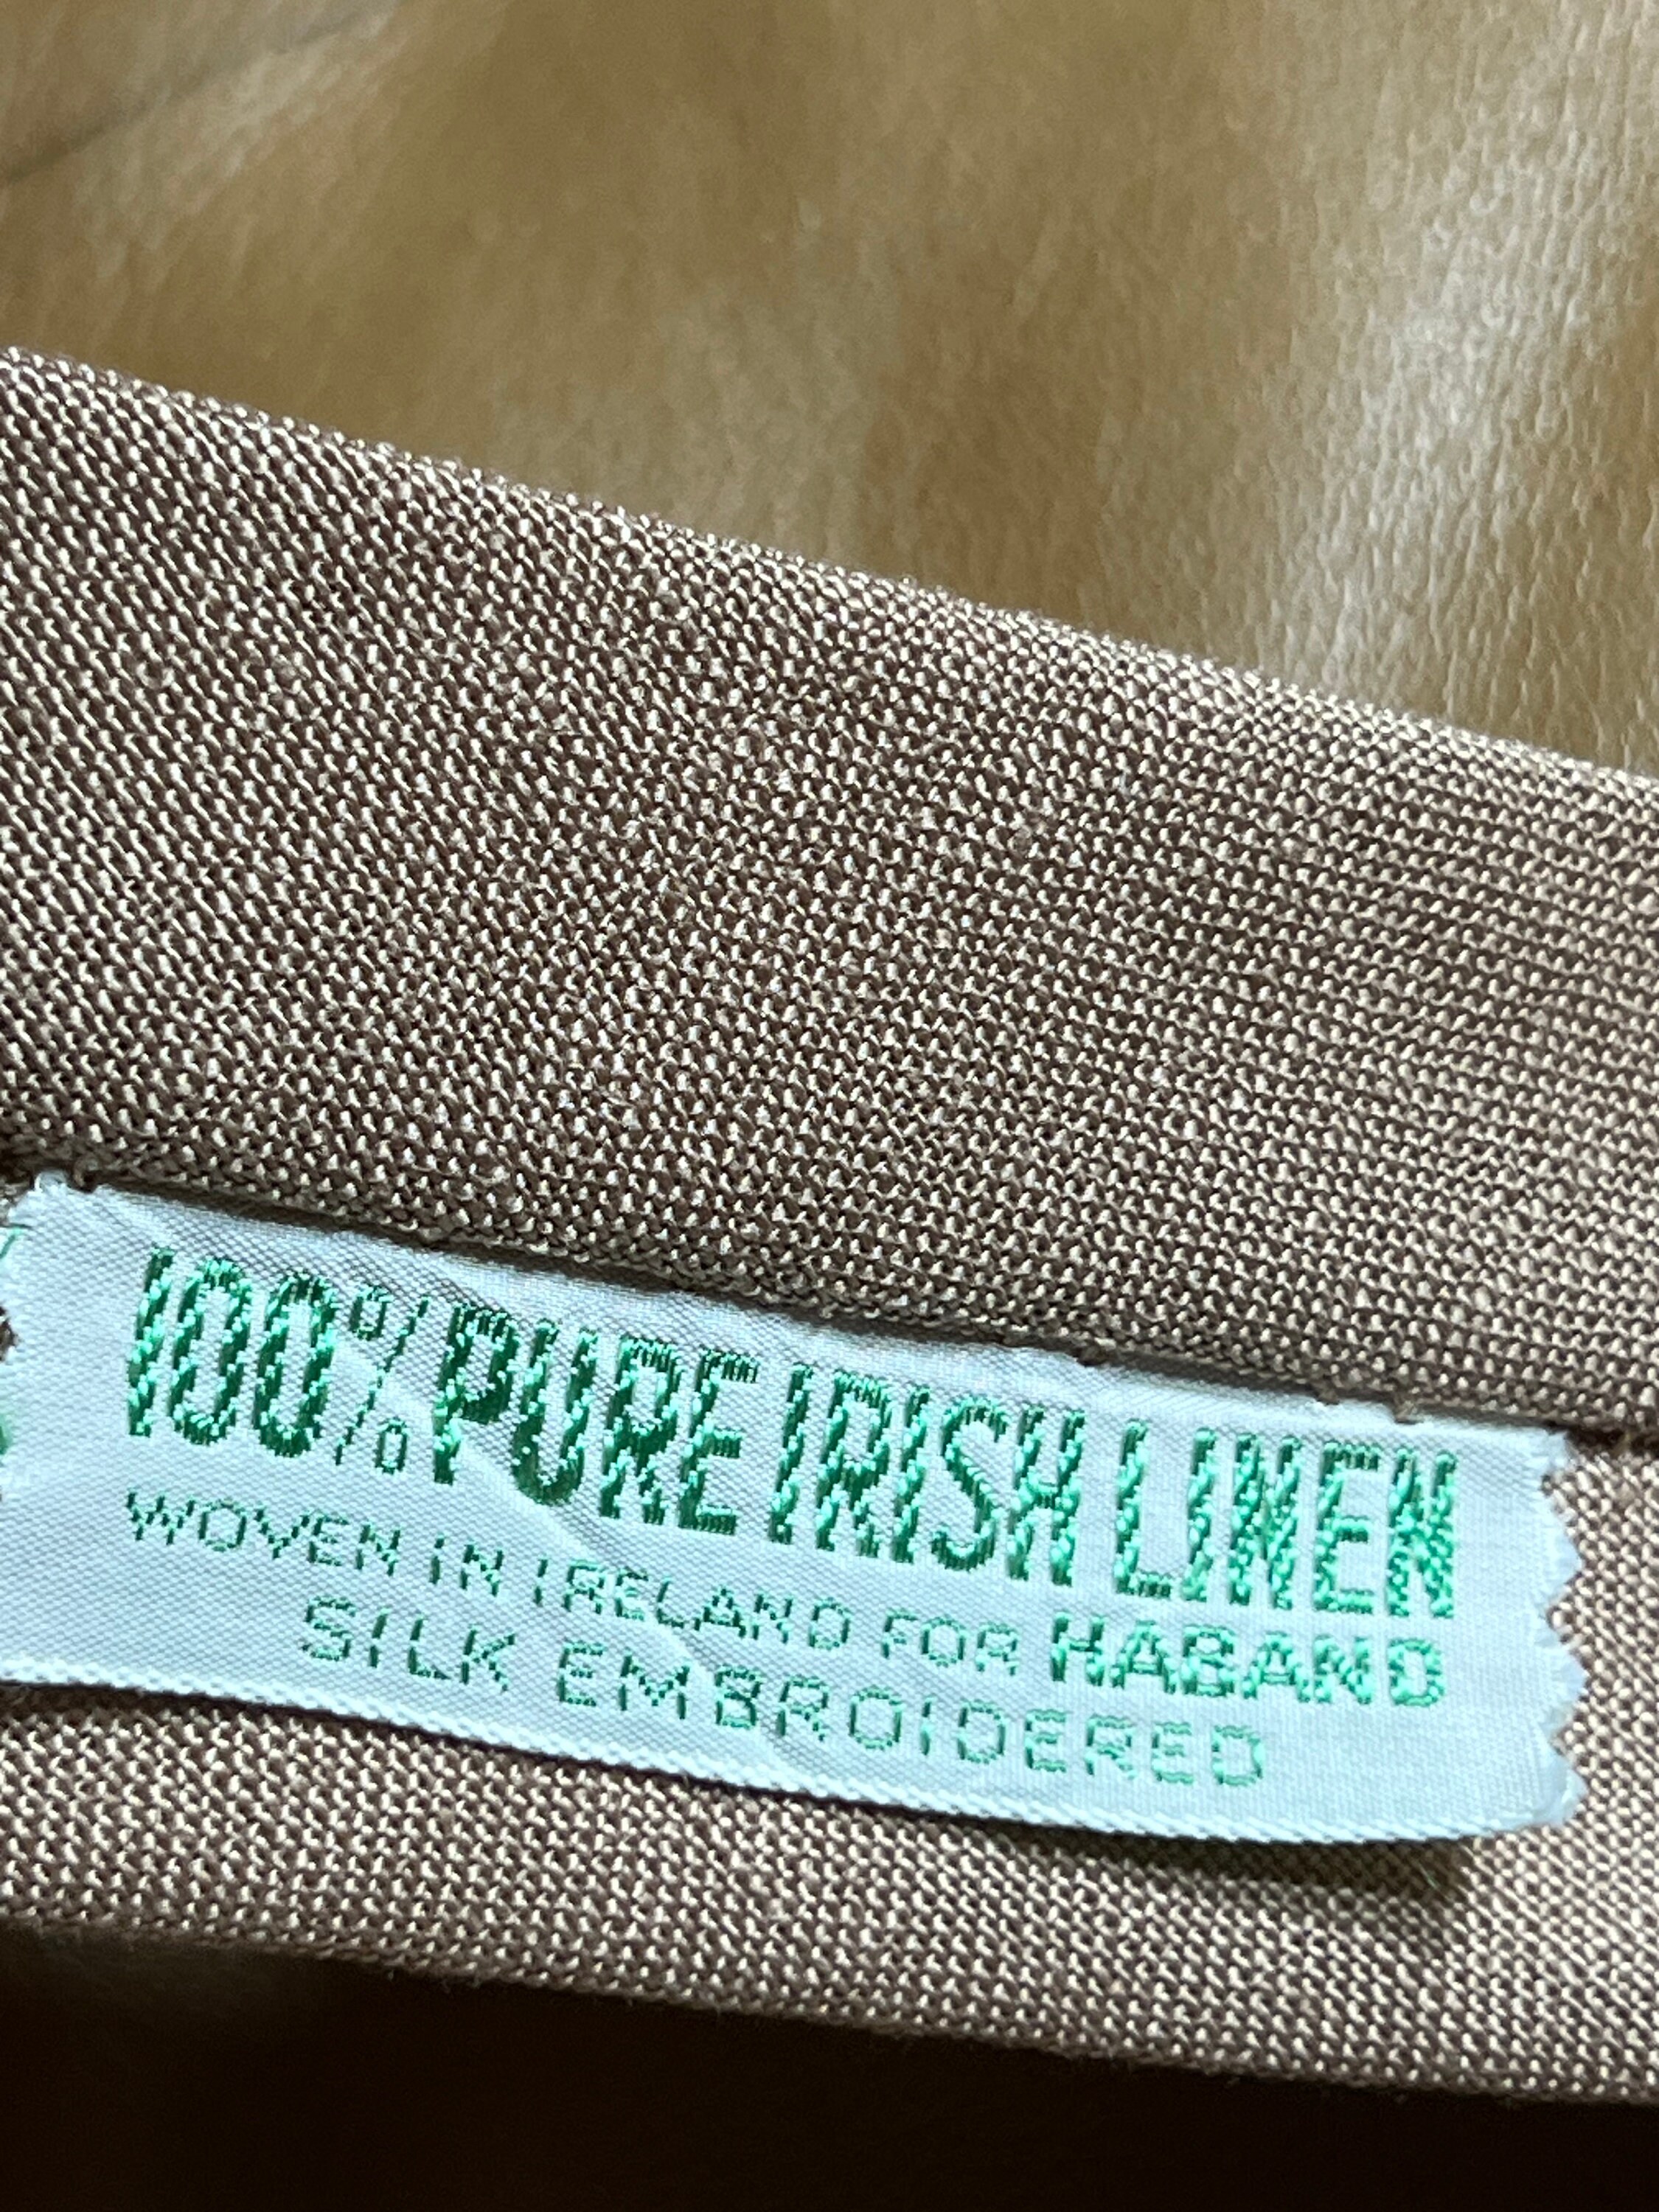 100% PURE IRISH LINEN
WOVEN IN IRELAND FOR HABAND
SILK EMBROIDERED